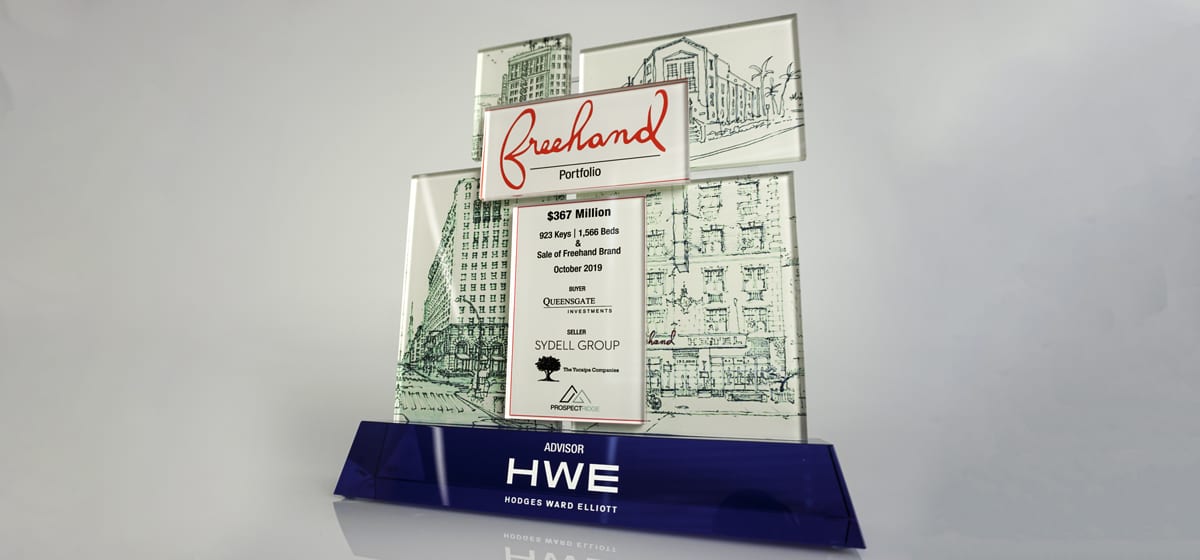 freehand
Portfolio
$367 Million
923 Keys | 1,566 Beds
&
Sale of Freehand Brand
October 2019
BUYER
QUEENSGATE
INVESTMENTS
SELLER
SYDELL GROUP
The Yucaipa Companies
PROSPECTRIDGE
hand
ADVISOR
HWE
HODGES WARD ELLIOTT